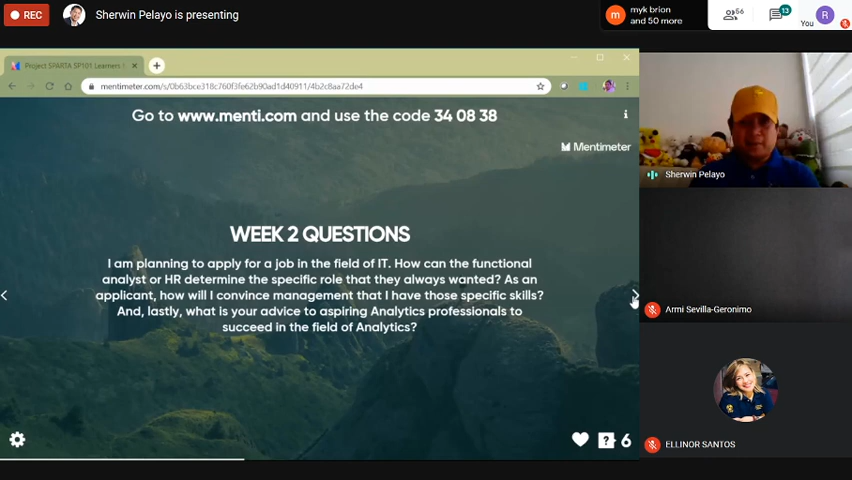 REC
Sherwin Pelayo is presenting
myk brion
and 50 more
56
13
You
R
m
Project SPARTA SP101 Learners
mentimeter.com/s/0b63bce318c760f3fe62b90ad1d40911/4b2c8aa72de4
Go to www.menti.com and use the code 34 08 38
Mentimeter
WEEK 2 QUESTIONS
I am planning to apply for a job in the field of IT. How can the functional
analyst or HR determine the specific role that they always wanted? As an
applicant, how will I convince management that I have those specific skills?
And, lastly, what is your advice to aspiring Analytics professionals to
succeed in the field of Analytics?
6
Sherwin Pelayo
Armi Sevilla-Geronimo
ELLINOR SANTOS